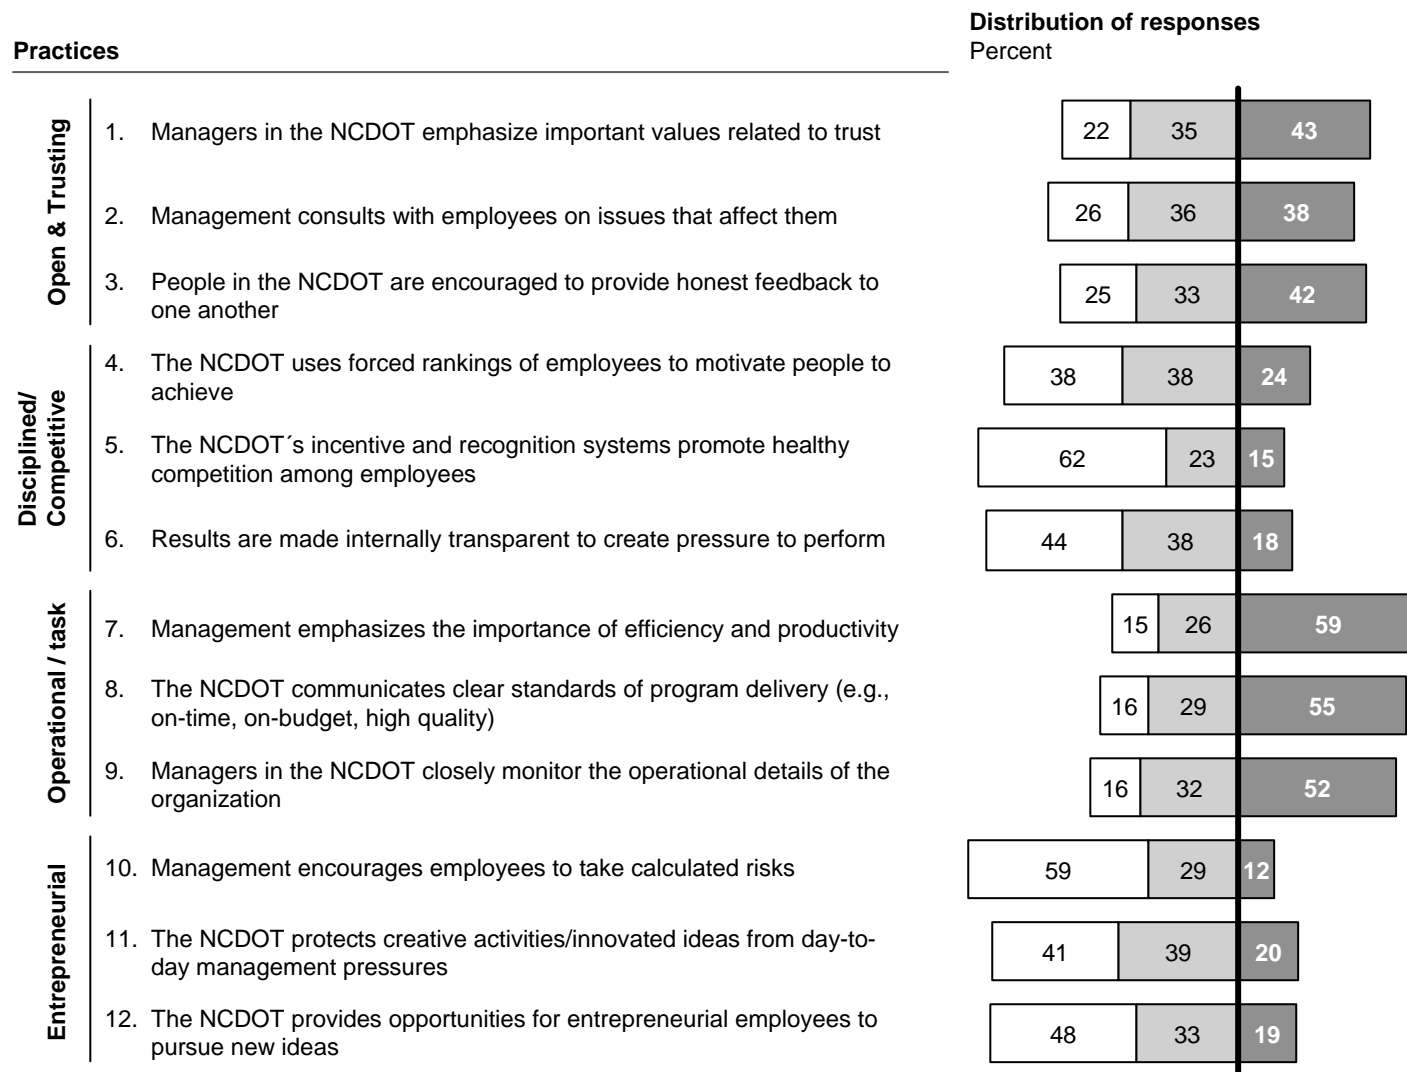 Distribution of responses
Practices
Percent
Open & Trusting
1. Managers in the NCDOT emphasize important values related to trust
22 35 43
2. Management consults with employees on issues that affect them
26 36 38
3. People in the NCDOT are encouraged to provide honest feedback to
one another
25 33 42
Disciplined/
Competitive
4. The NCDOT uses forced rankings of employees to motivate people to
achieve
38 38 24
5. The NCDOT´s incentive and recognition systems promote healthy
competition among employees
62 23 15
6. Results are made internally transparent to create pressure to perform
44 38 18
Operational / task
7. Management emphasizes the importance of efficiency and productivity
15 26 59
8. The NCDOT communicates clear standards of program delivery (e.g.,
on-time, on-budget, high quality)
16 29 55
9. Managers in the NCDOT closely monitor the operational details of the
organization
16 32 52
Entrepreneurial
10. Management encourages employees to take calculated risks
59 29 12
11. The NCDOT protects creative activities/innovated ideas from day-to-
day management pressures
41 39 20
12. The NCDOT provides opportunities for entrepreneurial employees to
pursue new ideas
48 33 19